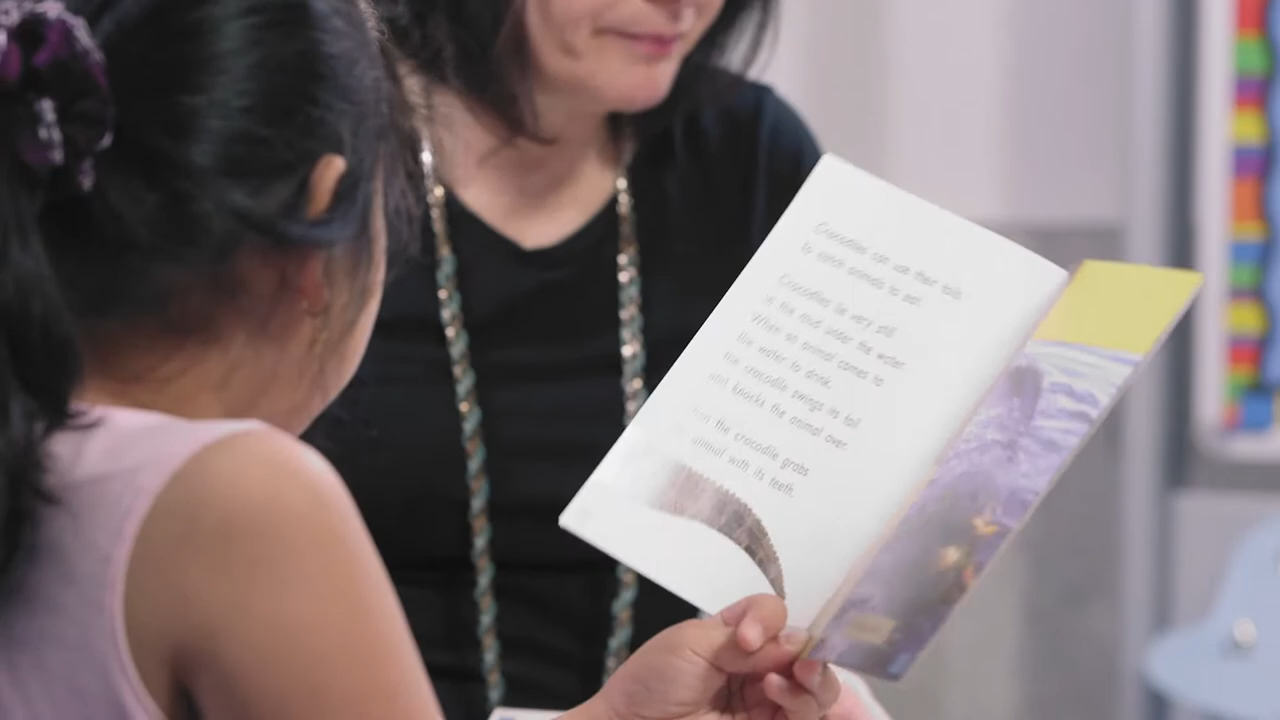 Crocodiles can use their tails
to catch animals to eat.
Crocodiles lie very still
in the mud under the water.
When an animal comes to
the water to drink,
the crocodile swings its tail
and knocks the animal over.
the crocodile grabs
animal with its teeth.